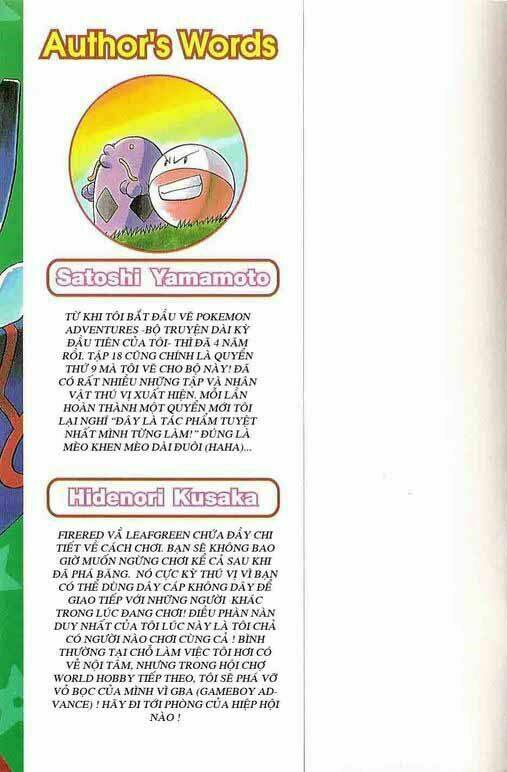 Author's Words
Satoshi Yamamoto
TỪ KHI TÔI BẮT ĐẦU VẼ POKEMON
ADVENTURES -BỘ TRUYỆN DÀI KỲ
ĐẦU TIÊN CỦA TÔI- THÌ ĐÃ 4 NĂM
RỒI. TẬP 18 CŨNG CHÍNH LÀ QUYỂN
THỨ 9 MÀ TÔI VẼ CHO BỘ NÀY! ĐÃ
CÓ RẤT NHIỀU NHỮNG TẬP VÀ NHÂN
VẬT THÚ VỊ XUẤT HIỆN. MỖI LẦN
HOÀN THÀNH MỘT QUYỂN MỚI TÔI
LẠI NGHĨ "ĐÂY LÀ TÁC PHẨM TUYỆT
NHẤT MÌNH TỪNG LÀM!" ĐÚNG LÀ
MÈO KHEN MÈO DÀI ĐUÔI (HAHA)...
Hidenori Kusaka
FIRERED VÀ LEAFGREEN CHỨA ĐẦY CHI
TIẾT VỀ CÁCH CHƠI. BẠN SẼ KHÔNG BAO
GIỜ MUỐN NGỪNG CHƠI KỂ CẢ SAU KHI
ĐÃ PHÁ BĂNG. NÓ CỰC KỲ THÚ VỊ VÌ BẠN
CÓ THỂ DÙNG DÂY CÁP KHÔNG DÂY ĐỂ
GIAO TIẾP VỚI NHỮNG NGƯỜI KHÁC
TRONG LÚC ĐANG CHƠI! ĐIỀU PHÀN NÀN
DUY NHẤT CỦA TÔI LÚC NÀY LÀ TÔI CHẢ
CÓ NGƯỜI NÀO CHƠI CÙNG CẢ ! BÌNH
THƯỜNG TẠI CHỖ LÀM VIỆC TÔI HƠI CÓ
VẺ NỘI TÂM, NHƯNG TRONG HỘI CHỢ
WORLD HOBBY TIẾP THEO, TÔI SẼ PHÁ VỠ
VỎ BỌC CỦA MÌNH VÌ GBA (GAMEBOY AD-
VANCE) ! HÃY ĐI TỚI PHÒNG CỦA HIỆP HỘI
NÀO !